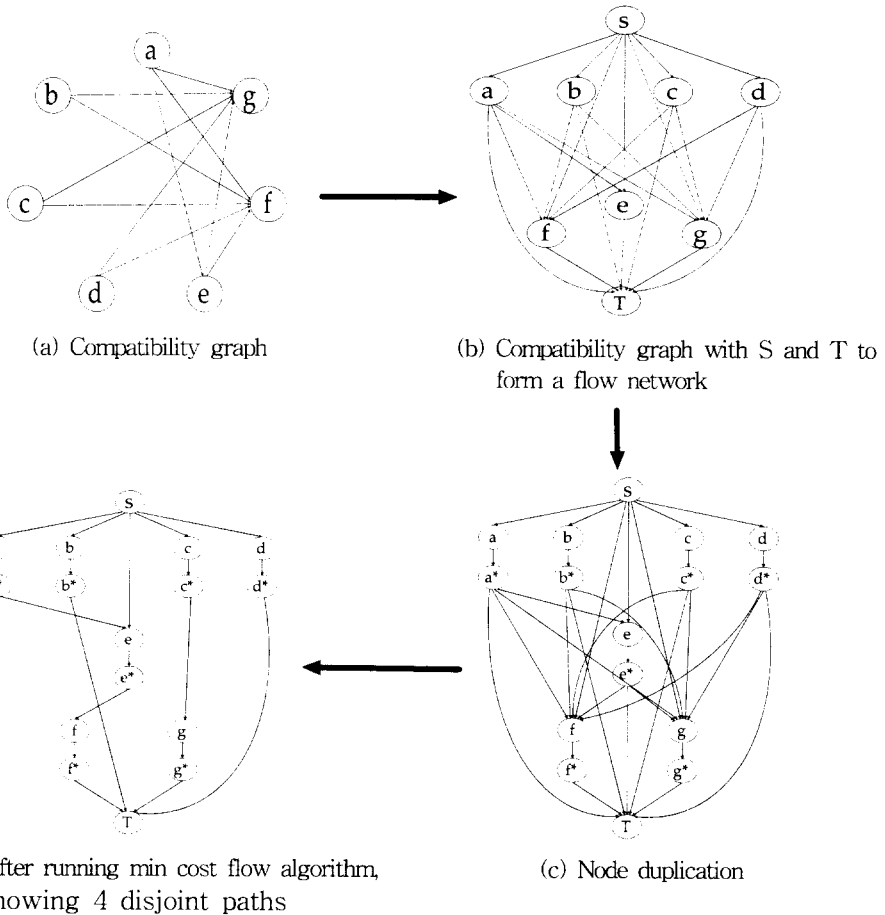 a
b
g
c
f
d
e
(a) Compatibility graph
S
a
b
c
d
e
f
g
T
(b) Compatibility graph with S and T to
form a flow network
S
b
c
d
b*
c*
d*
e
e*
f
g
f*
g*
T
fter running min cost flow algorithm,
nowing 4 disjoint paths
S
a
b
c
d
a*
b*
c*
d*
e
e*
f
g
f*
g*
T
(c) Node duplication